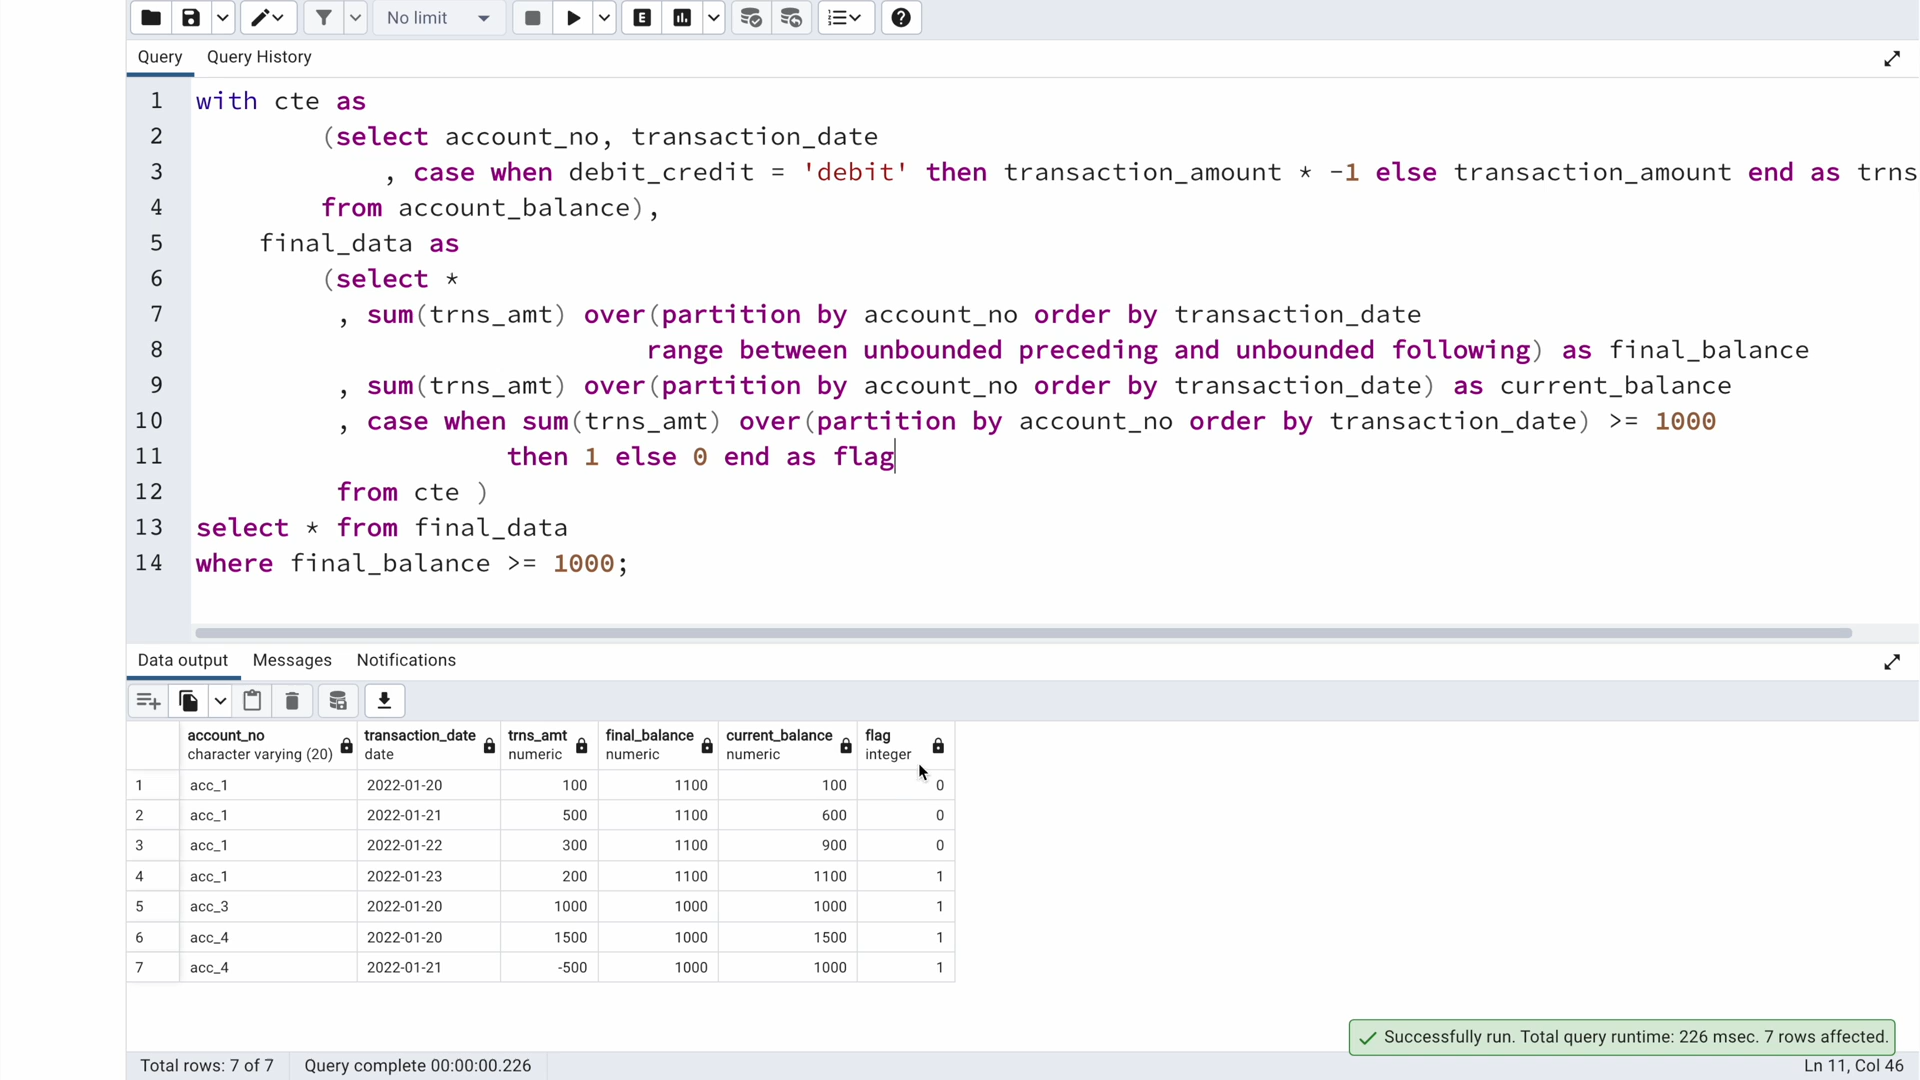 No limit
Query Query History
1 with cte as
2 (select account_no, transaction_date
3 , case when debit_credit = 'debit' then transaction_amount * -1 else transaction_amount end as trns
4 from account_balance),
5 final_data as
6 (select *
7 , sum(trns_amt) over(partition by account_no order by transaction_date
8 range between unbounded preceding and unbounded following) as final_balance
9 , sum(trns_amt) over(partition by account_no order by transaction_date) as current_balance
10 , case when sum(trns_amt) over(partition by account_no order by transaction_date) >= 1000
11 then 1 else 0 end as flag
12 from cte )
13 select * from final_data
14 where final_balance >= 1000;
Data output Messages Notifications
account_no transaction_date trns_amt final_balance current_balance flag
character varying (20) date numeric numeric numeric integer
1 acc_1 2022-01-20 100 1100 100 0
2 acc_1 2022-01-21 500 1100 600 0
3 acc_1 2022-01-22 300 1100 900 0
4 acc_1 2022-01-23 200 1100 1100 1
5 acc_3 2022-01-20 1000 1000 1000 1
6 acc_4 2022-01-20 1500 1000 1500 1
7 acc_4 2022-01-21 -500 1000 1000 1
Successfully run. Total query runtime: 226 msec. 7 rows affected.
Total rows: 7 of 7 Query complete 00:00:00.226 Ln 11, Col 46